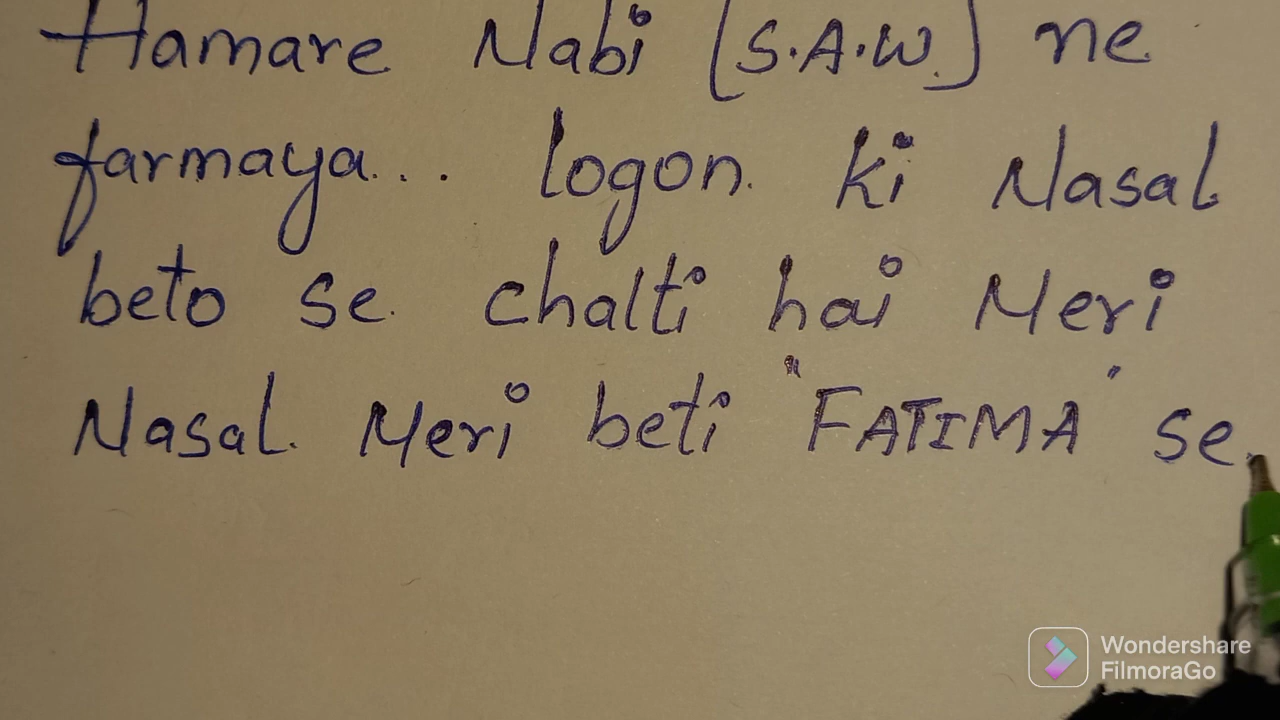 Hamare Nabi [S.A.W.] ne
farmaya... logon ki Nasal
beto se chalti hai Meri
Nasal Meri beti "FATIMA" se.
Wondershare
FilmoraGo